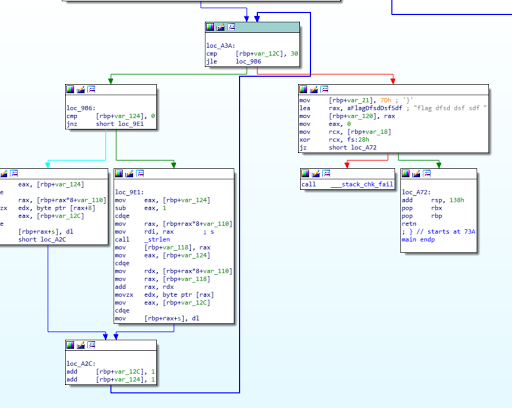 loc_A3A:
cmp [rbp+var_12C], 30
jle loc_9B6
loc_9B6:
cmp [rbp+var_124], 0
jnz short loc_9E1
mov [rbp+var_21], 7Dh ; '}'
lea rax, aFlagDfsdDsfSdf ; "flag dfsd dsf sdf "
mov [rbp+var_120], rax
mov eax, 0
mov rcx, [rbp+var_18]
xor rcx, fs:28h
jz short loc_A72
eax, [rbp+var_124]
rax, [rbp+rax*8+var_110]
edx, byte ptr [rax+8]
eax, [rbp+var_12C]
[rbp+rax+s], dl
short loc_A2C
loc_9E1:
mov eax, [rbp+var_124]
sub eax, 1
cdqe
mov rax, [rbp+rax*8+var_110]
mov rdi, rax ; s
call _strlen
mov [rbp+var_118], rax
mov eax, [rbp+var_124]
cdqe
mov rdx, [rbp+rax*8+var_110]
mov rax, [rbp+var_118]
add rax, rdx
movzx edx, byte ptr [rax]
mov eax, [rbp+var_12C]
cdqe
mov [rbp+rax+s], dl
call ___stack_chk_fail
loc_A72:
add rsp, 138h
pop rbx
pop rbp
retn
; } // starts at 73A
main endp
loc_A2C:
add [rbp+var_12C], 1
add [rbp+var_124], 1